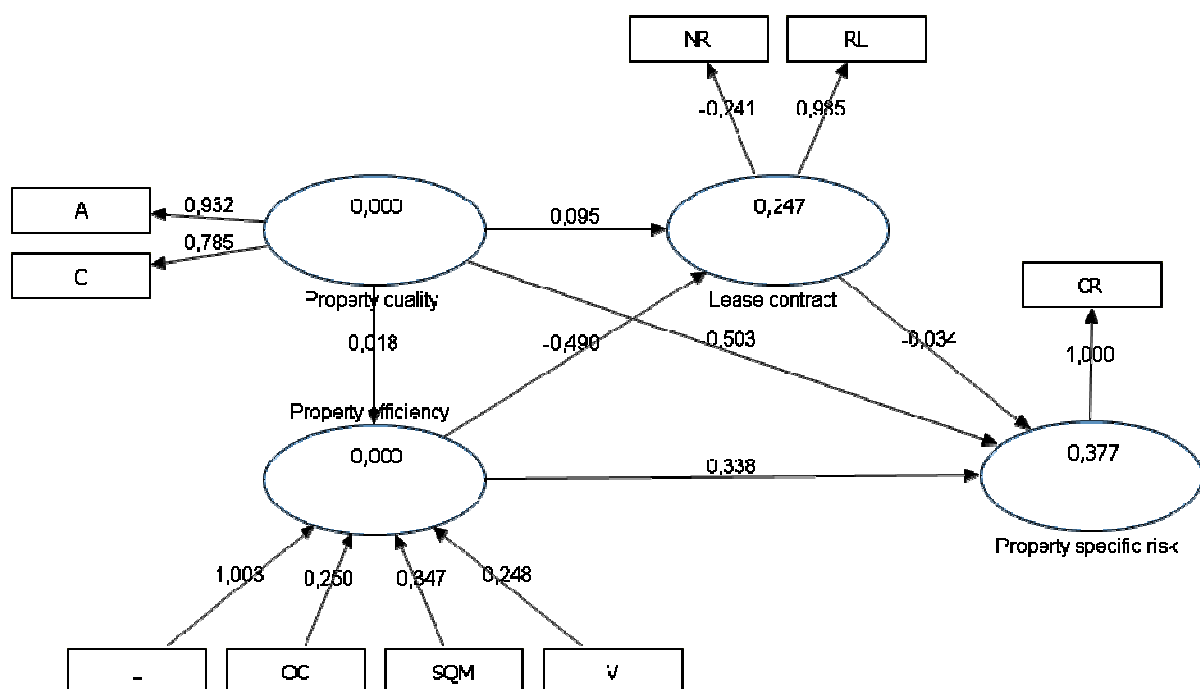 NR
RL
-0,241
0,985
A
0,932
0,000
0,095
0,247
C
0,785
Property quality
Lease contract
CR
0,018
-0,490
0,503
-0,034
1,000
Property efficiency
0,000
0,338
0,377
Property specific risk
1,003
0,250
0,347
0,248
OC
SQM
V